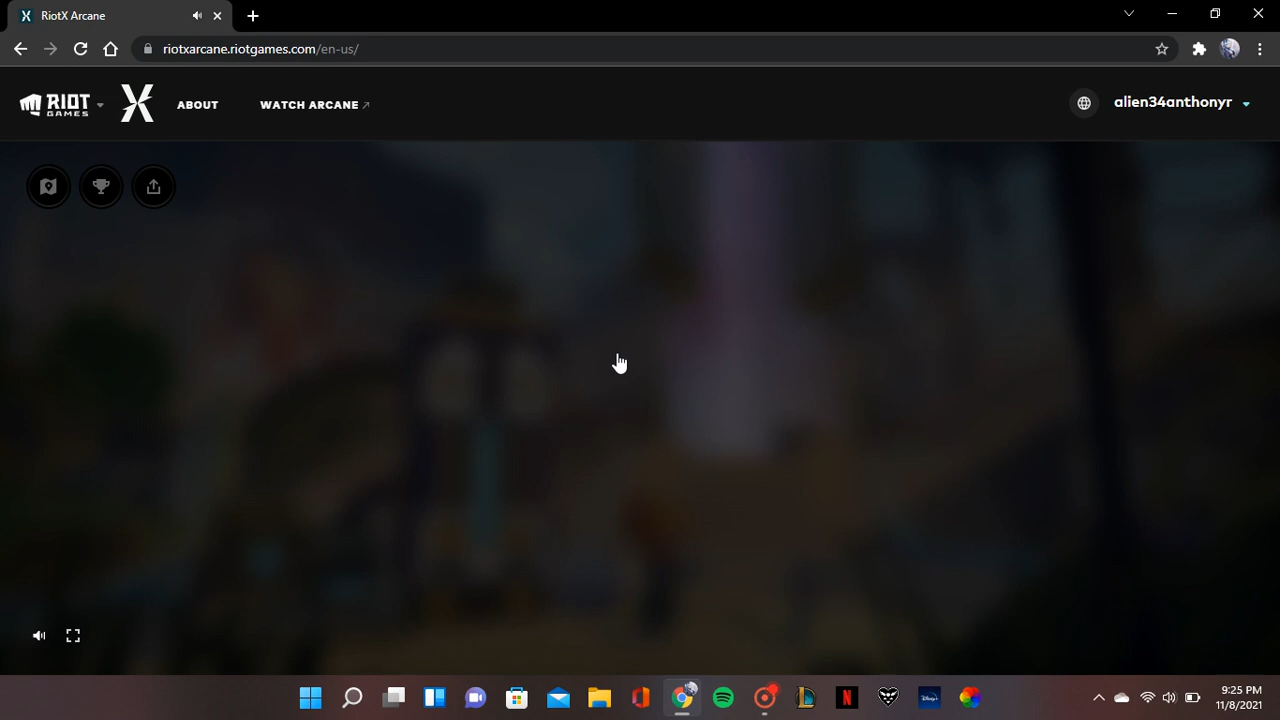 RiotX Arcane
riotxarcane.riotgames.com/en-us/
RIOT
GAMES
X
ABOUT
WATCH ARCANE
alien34anthonyr
9:25 PM
11/8/2021